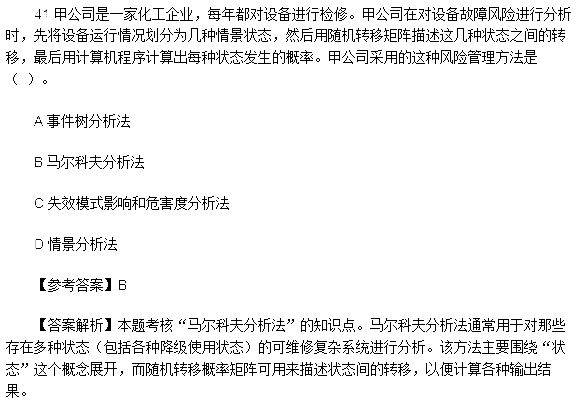 41 甲公司是一家化工企业，每年都对设备进行检修。甲公司在对设备故障风险进行分析
时，先将设备运行情况划分为几种情景状态，然后用随机转移矩阵描述这几种状态之间的转
移，最后用计算机程序计算出每种状态发生的概率。甲公司采用的这种风险管理方法是
（ ）。
A 事件树分析法
B 马尔科夫分析法
C 失效模式影响和危害度分析法
D 情景分析法
【参考答案】B
【答案解析】本题考核“马尔科夫分析法”的知识点。马尔科夫分析法通常用于对那些
存在多种状态（包括各种降级使用状态）的可维修复杂系统进行分析。该方法主要围绕“状
态”这个概念展开，而随机转移概率矩阵可用来描述状态间的转移，以便计算各种输出结
果。